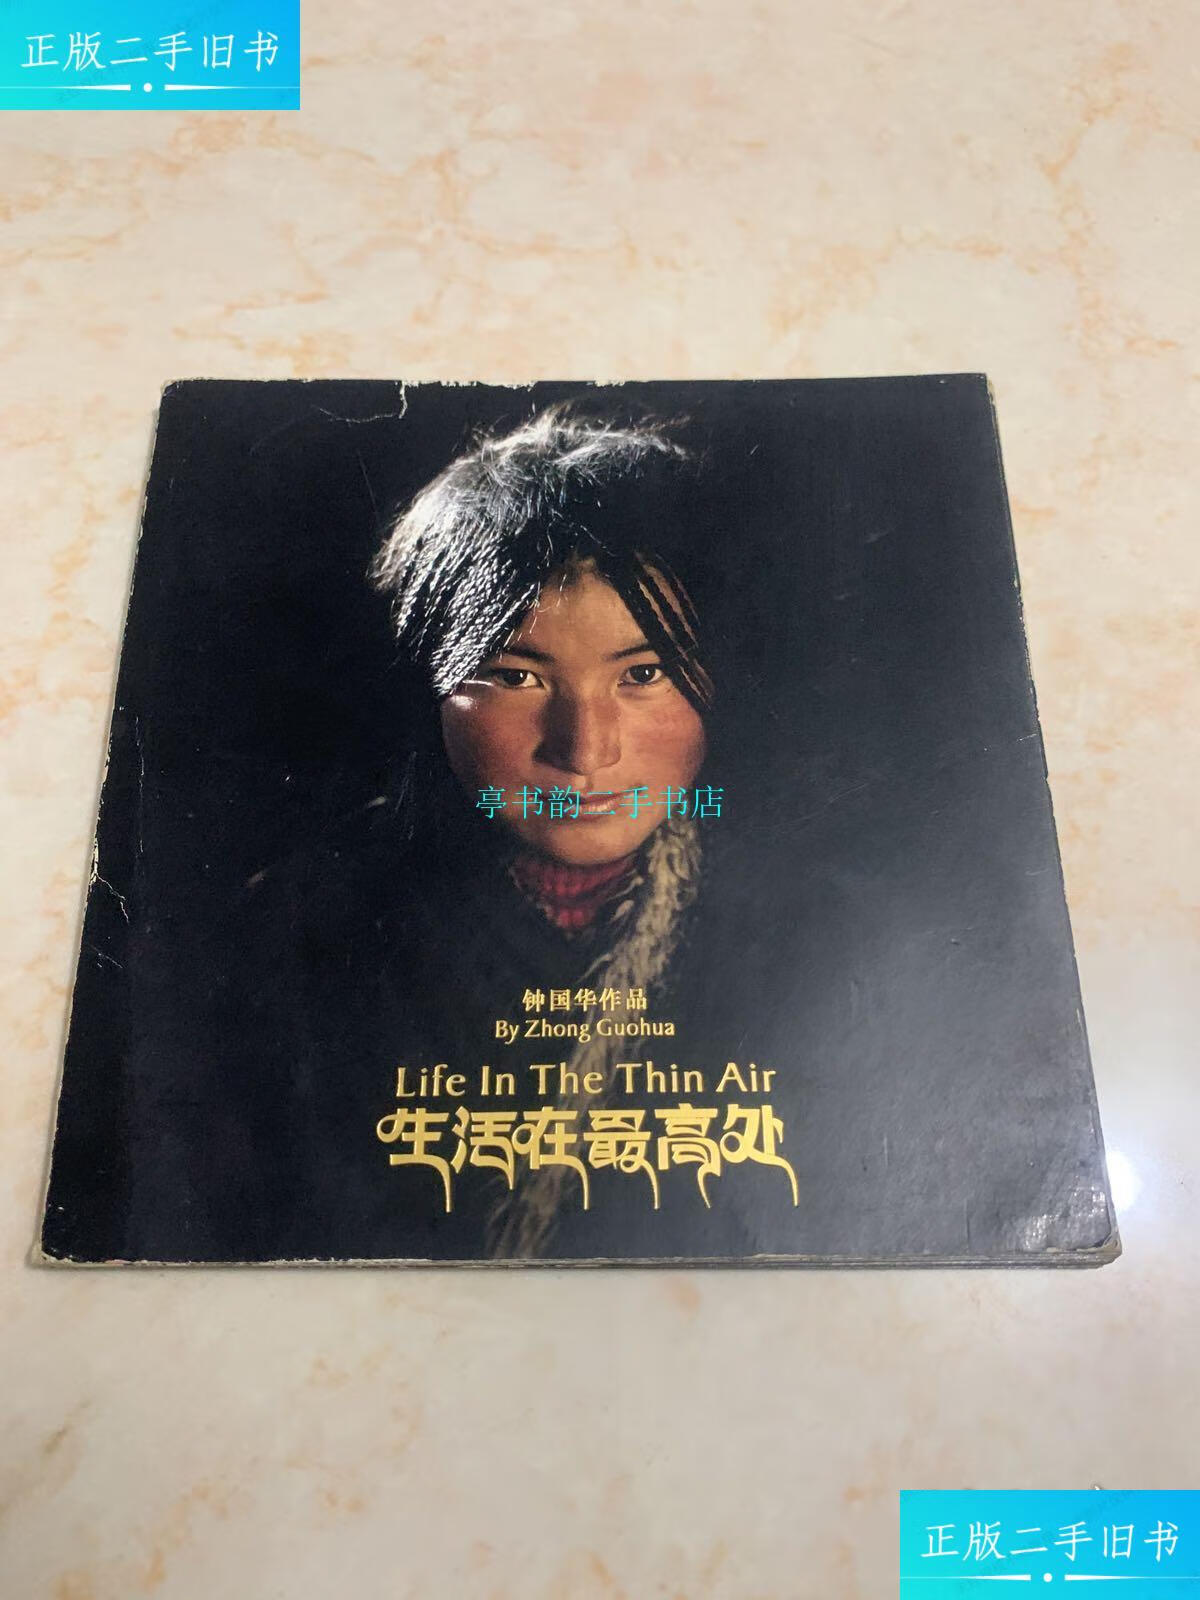 正版二手旧书
亭书韵二手书店
钟国华作品
By Zhong Guohua
Life In The Thin Air
生活在最高处
正版二手旧书